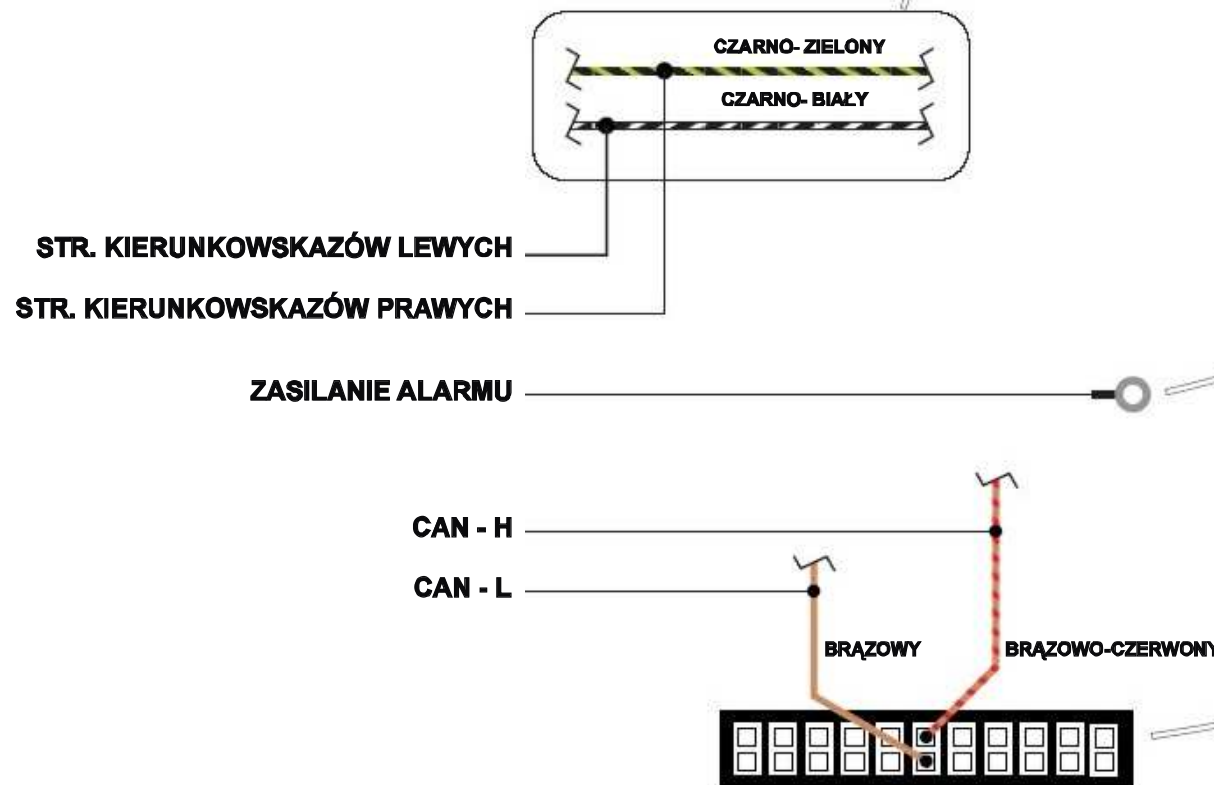 CZARNO- ZIELONY
CZARNO- BIAŁY
STR. KIERUNKOWSKAZÓW LEWYCH
STR. KIERUNKOWSKAZÓW PRAWYCH
ZASILANIE ALARMU
CAN - H
CAN - L
BRĄZOWY
BRĄZOWO-CZERWONY